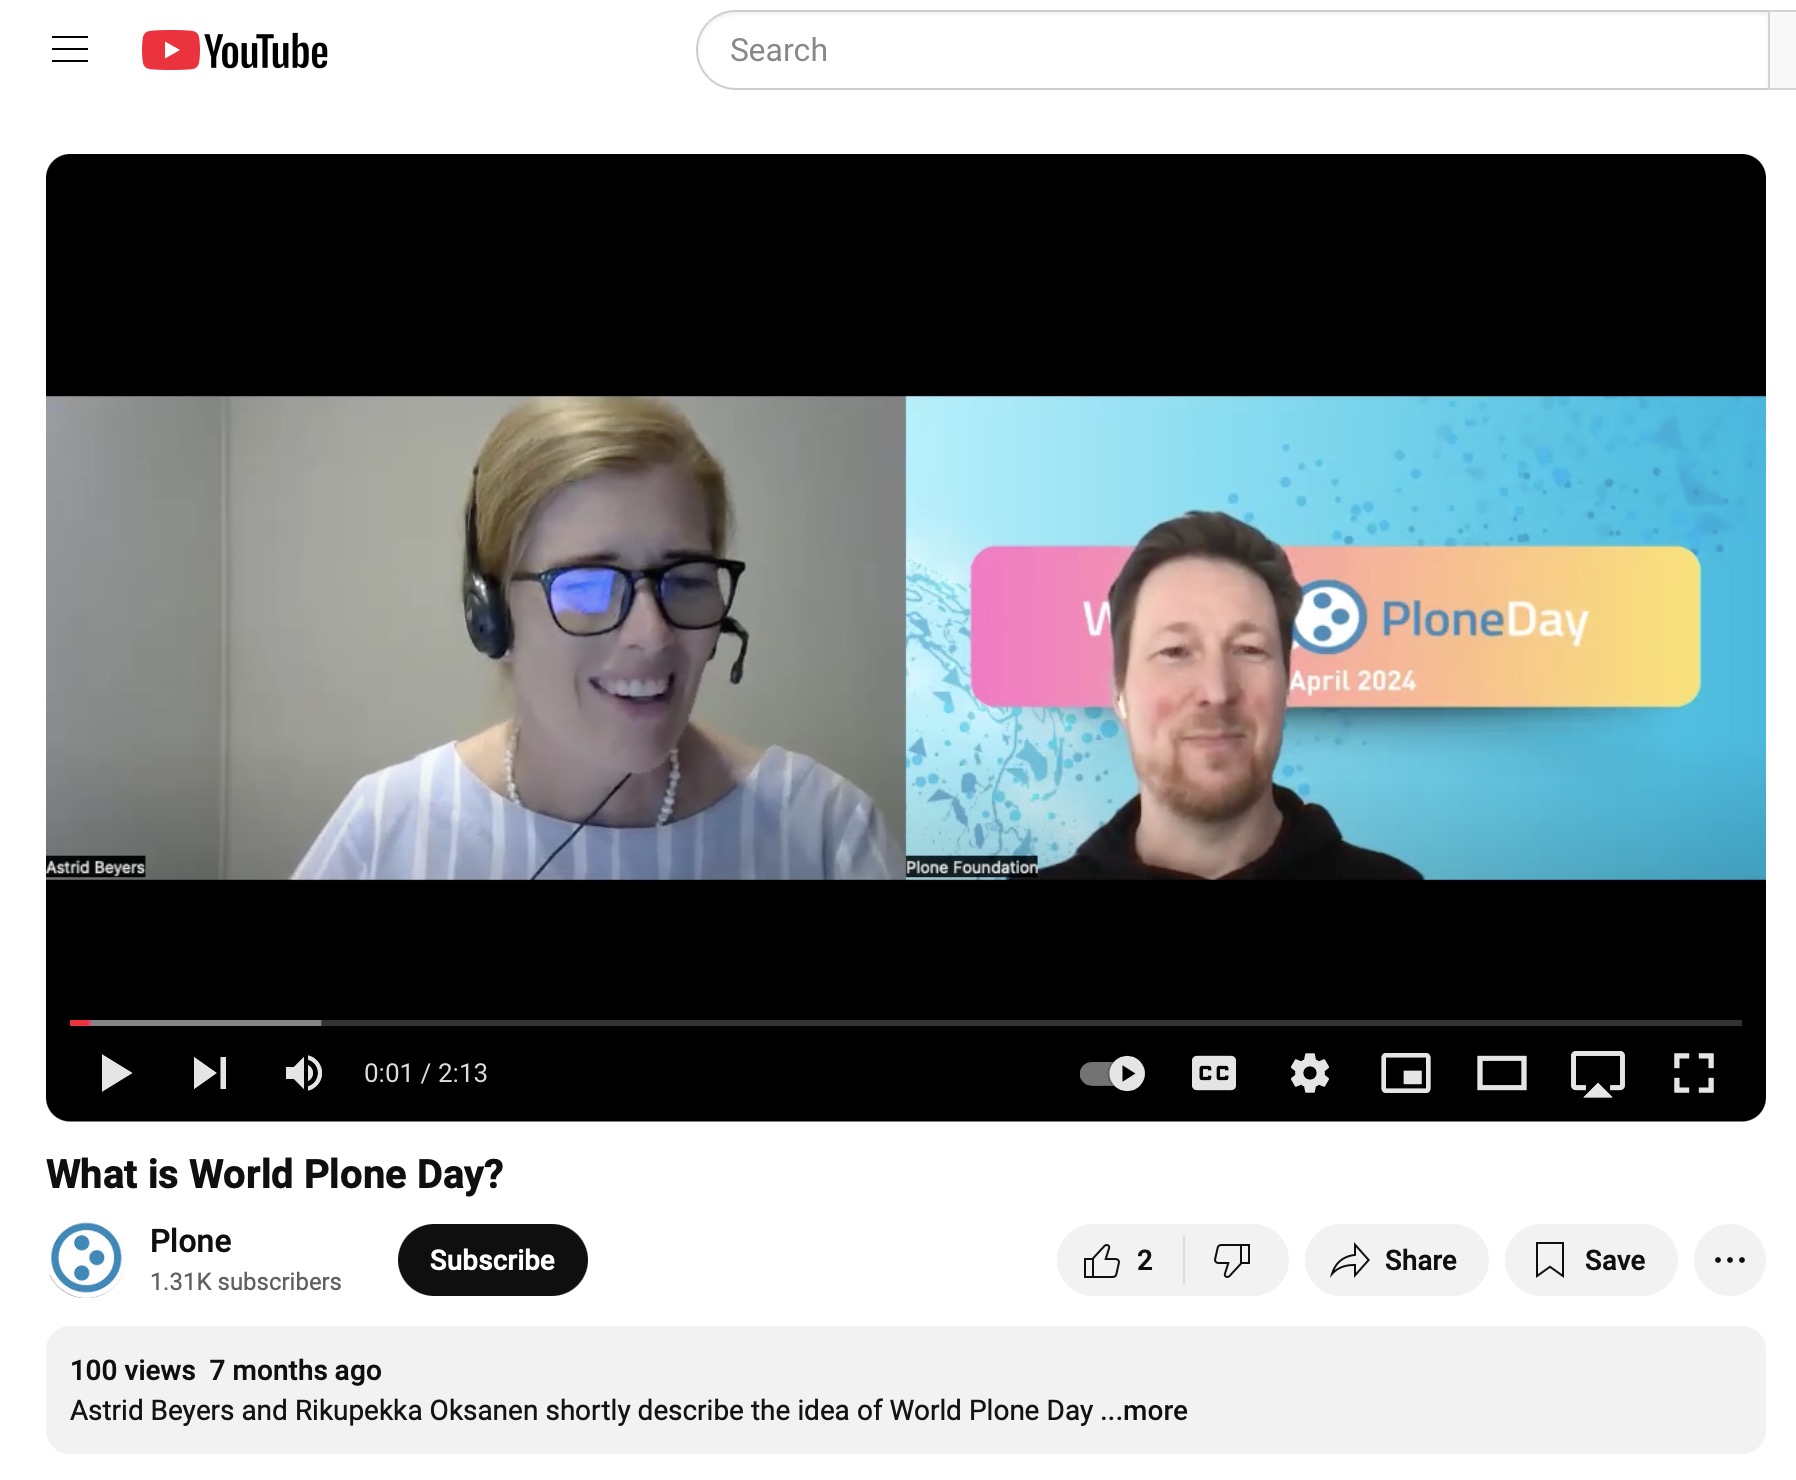 YouTube
Search
W PloneDay
April 2024
Astrid Beyers
Plone Foundation
0:01 / 2:13
CC
What is World Plone Day?
Plone
1.31K subscribers
Subscribe
2
Share
Save
100 views 7 months ago
Astrid Beyers and Rikupekka Oksanen shortly describe the idea of World Plone Day ...more